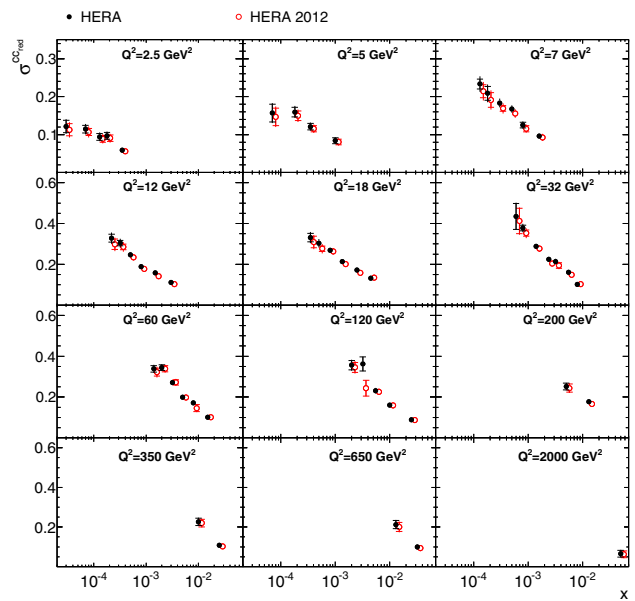 HERA HERA 2012
σ^{cc}_{red}
Q²=2.5 GeV² Q²=5 GeV² Q²=7 GeV²
0.3
0.2
0.1
Q²=12 GeV² Q²=18 GeV² Q²=32 GeV²
0.6
0.4
0.2
Q²=60 GeV² Q²=120 GeV² Q²=200 GeV²
0.6
0.4
0.2
Q²=350 GeV² Q²=650 GeV² Q²=2000 GeV²
0.6
0.4
0.2
10⁻⁴ 10⁻³ 10⁻² 10⁻⁴ 10⁻³ 10⁻² 10⁻⁴ 10⁻³ 10⁻² x